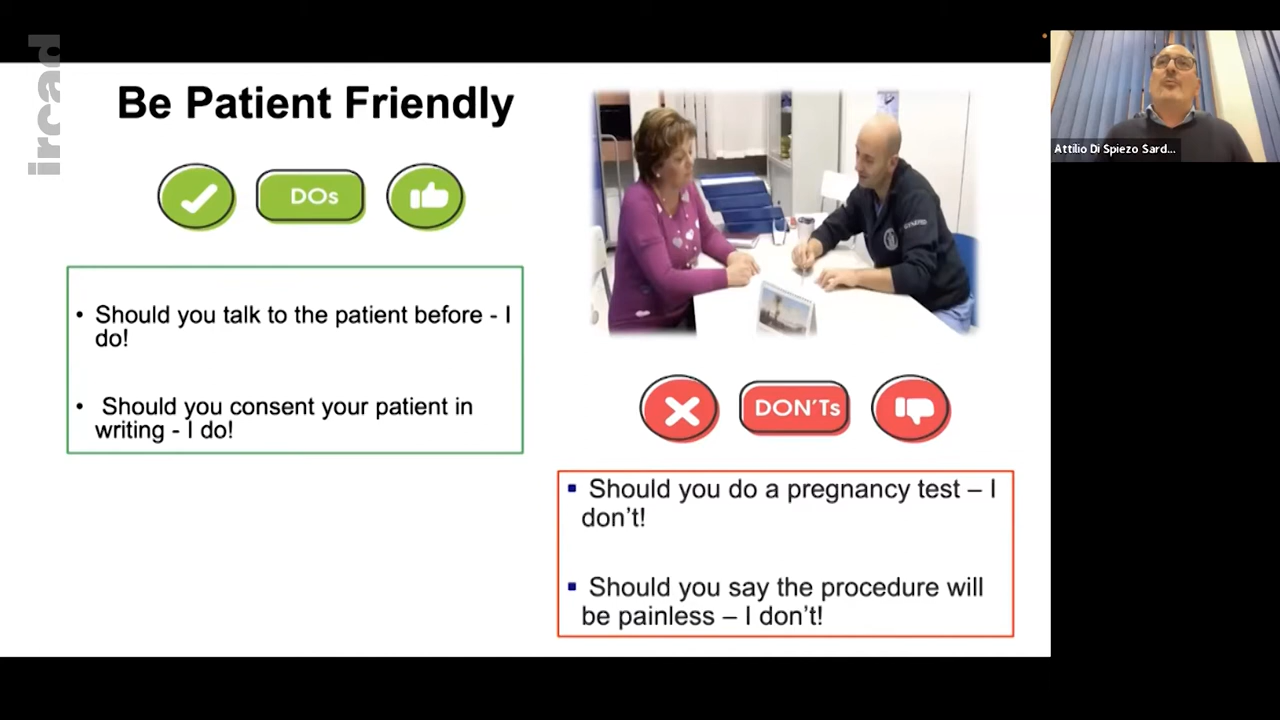 ircad
Be Patient Friendly
DOs
• Should you talk to the patient before - I
do!
• Should you consent your patient in
writing - I do!
DON'Ts
▪ Should you do a pregnancy test – I
don't!
▪ Should you say the procedure will
be painless – I don't!
Attilio Di Spiezo Sard...